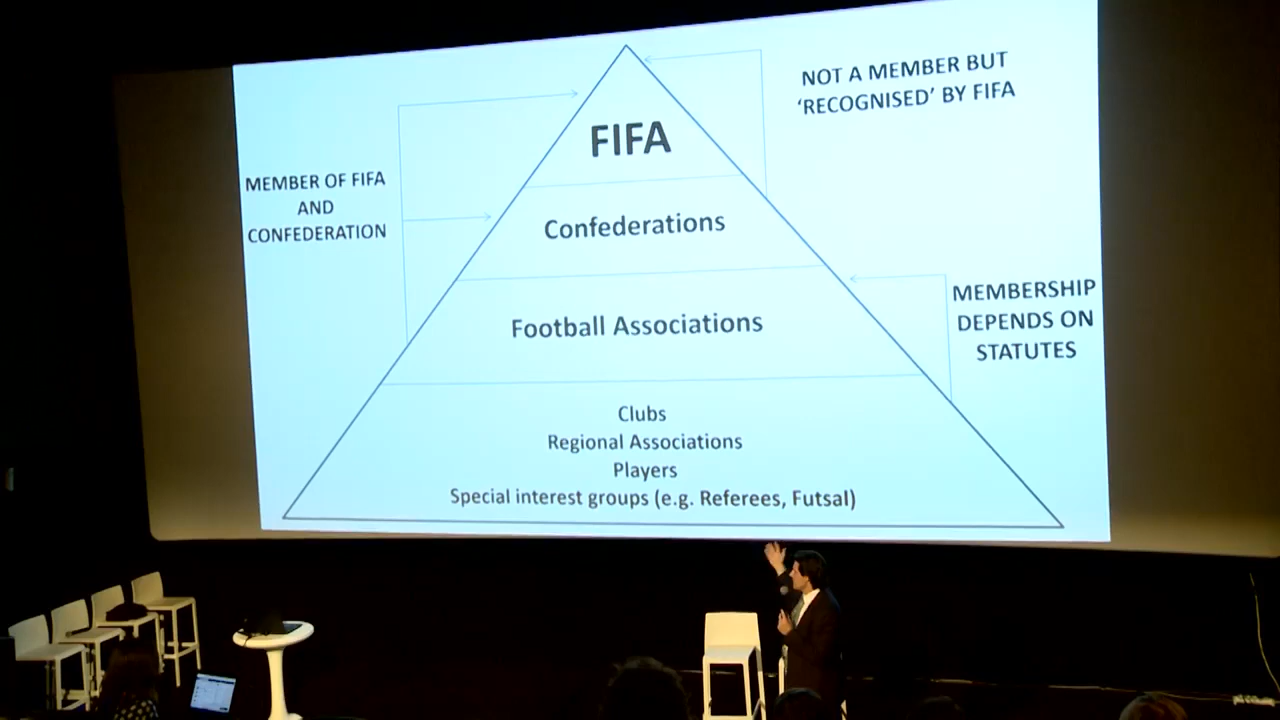 NOT A MEMBER BUT
‘RECOGNISED’ BY FIFA
FIFA
MEMBER OF FIFA
AND
CONFEDERATION
Confederations
MEMBERSHIP
DEPENDS ON
STATUTES
Football Associations
Clubs
Regional Associations
Players
Special interest groups (e.g. Referees, Futsal)